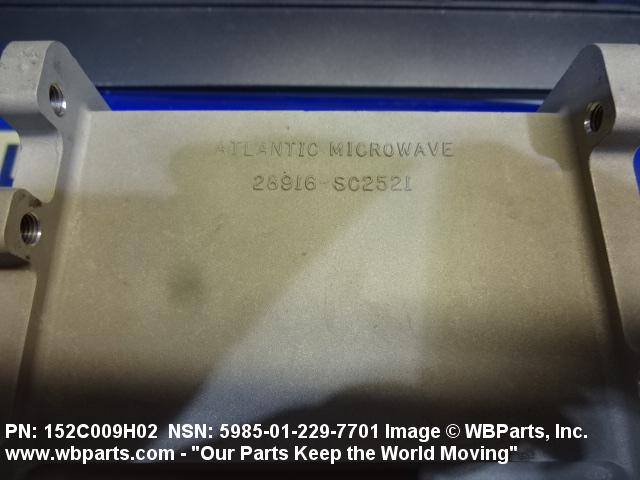 ATLANTIC MICROWAVE
28916-SC2521
PN: 152C009H02 NSN: 5985-01-229-7701 Image © WBParts, Inc.
www.wbparts.com - "Our Parts Keep the World Moving"